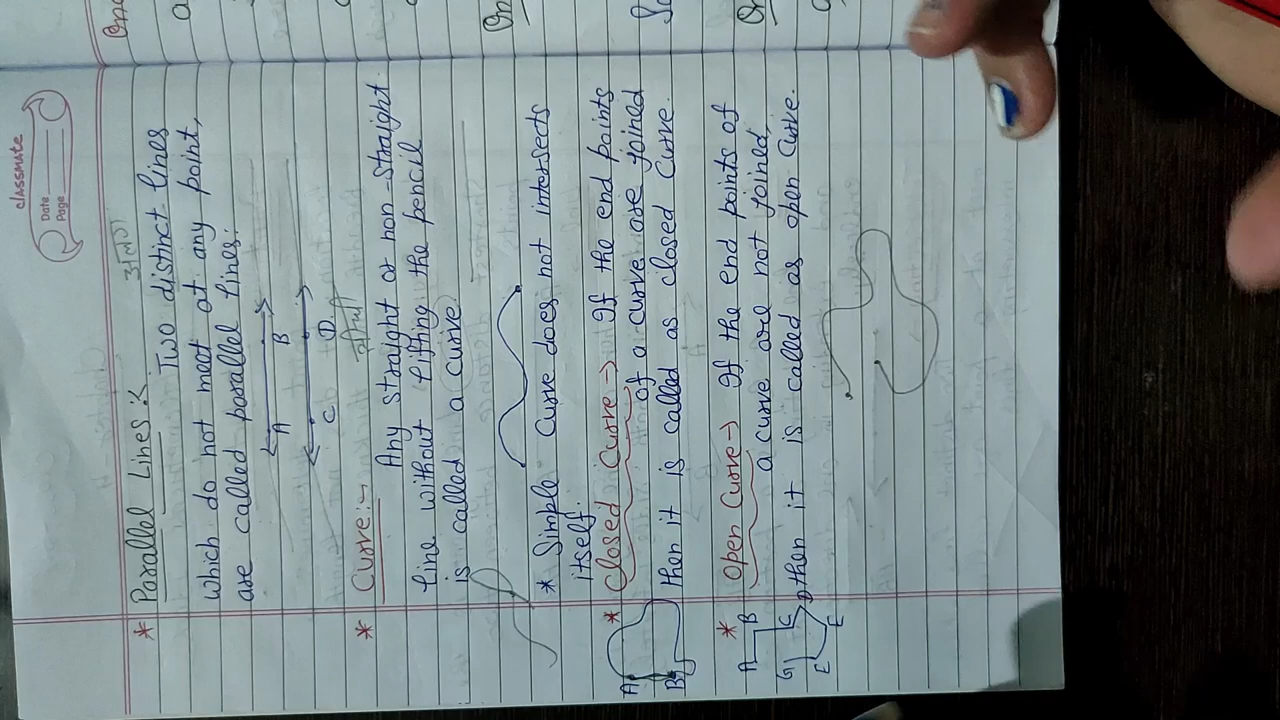 classmate
Date
Page
* Parallel Lines :-
Two distinct lines
which do not meet at any point,
are called parallel lines.
A B
C D
* Curve :-
Any straight or non-straight
line without lifting the pencil
is called a curve
* Simple curve does not intersects
itself.
* Closed Curve → If the end points
of a curve are joined
then it is called as closed curve.
A
B
* Open Curve → If the end points of
a curve are not joined,
then it is called as open curve.
A B
G C D
E E